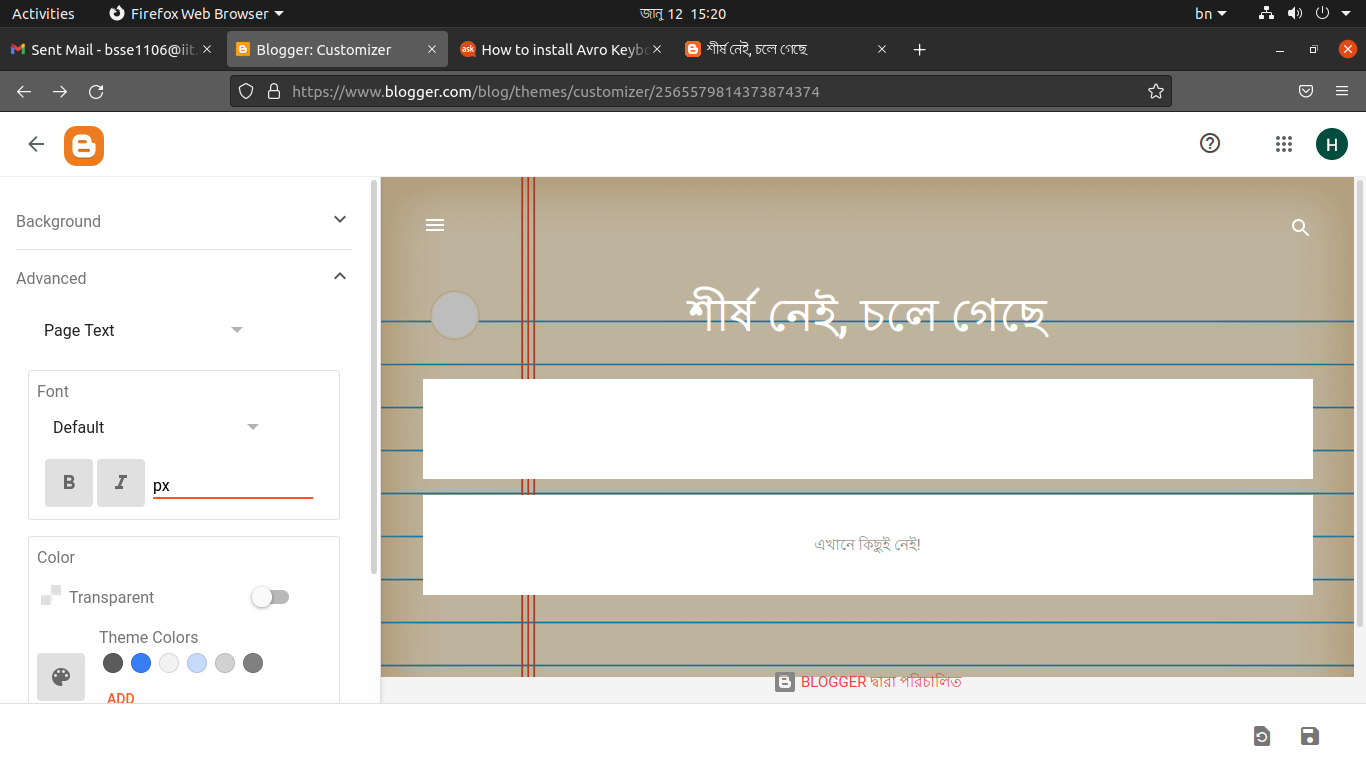 Activities Firefox Web Browser জানু 12 15:20 bn
Sent Mail - bsse1106@iit. Blogger: Customizer ask How to install Avro Keybo শীর্ষ নেই, চলে গেছে
https://www.blogger.com/blog/themes/customizer/2565579814373874374
H
Background
Advanced
Page Text
Font
Default
B I px
Color
Transparent
Theme Colors
ADD
শীর্ষ নেই, চলে গেছে
এখানে কিছুই নেই!
BLOGGER দ্বারা পরিচালিত